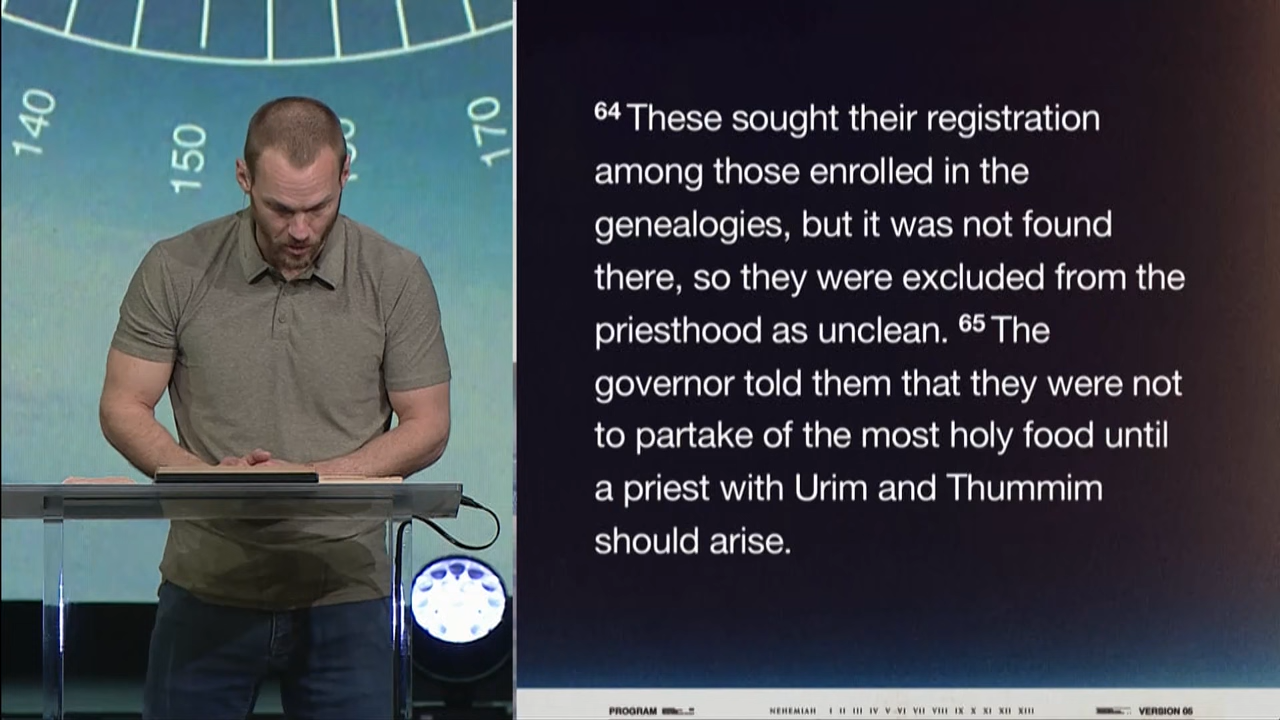 140
150
170
64 These sought their registration
among those enrolled in the
genealogies, but it was not found
there, so they were excluded from the
priesthood as unclean. 65 The
governor told them that they were not
to partake of the most holy food until
a priest with Urim and Thummim
should arise.
PROGRAM
NEHEMIAH I II III IV V VI VII VIII IX X XI XII XIII
VERSION 05